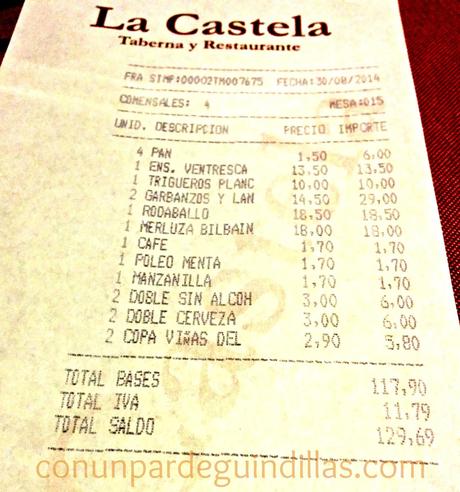 La Castela
Taberna y Restaurante
FRA SIMP:00002TM007675 FECHA:30/08/2014
COMENSALES: 4 MESA:015
UNID. DESCRIPCION PRECIO IMPORTE
4 PAN 1,50 6,00
1 ENS. VENTRESCA 13,50 13,50
1 TRIGUEROS PLANC 10,00 10,00
2 GARBANZOS Y LAN 14,50 29,00
1 RODABALLO 18,50 18,50
1 MERLUZA BILBAIN 18,00 18,00
1 CAFE 1,70 1,70
1 POLEO MENTA 1,70 1,70
1 MANZANILLA 1,70 1,70
2 DOBLE SIN ALCOH 3,00 6,00
2 DOBLE CERVEZA 3,00 6,00
2 COPA VIÑAS DEL 2,90 5,80
TOTAL BASES 117,90
TOTAL IVA 11,79
TOTAL SALDO 129,69
conunpardeguindillas.com